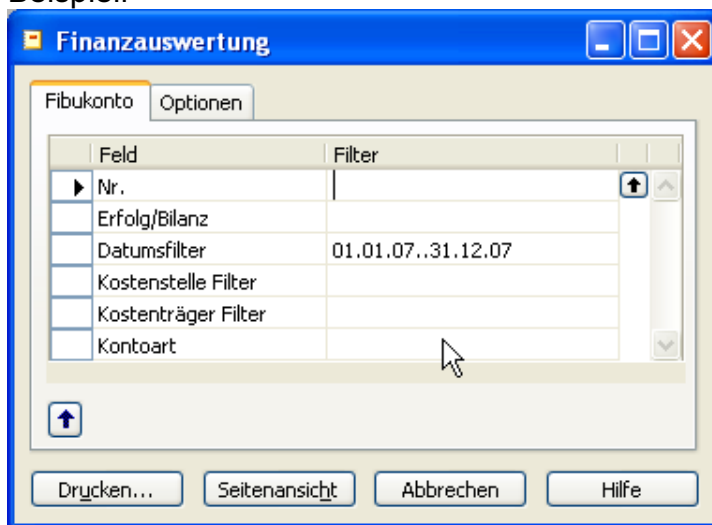 Finanzauswertung
Fibukonto Optionen
Feld Filter
Nr.
Erfolg/Bilanz
Datumsfilter 01.01.07..31.12.07
Kostenstelle Filter
Kostenträger Filter
Kontoart
Drucken... Seitenansicht Abbrechen Hilfe